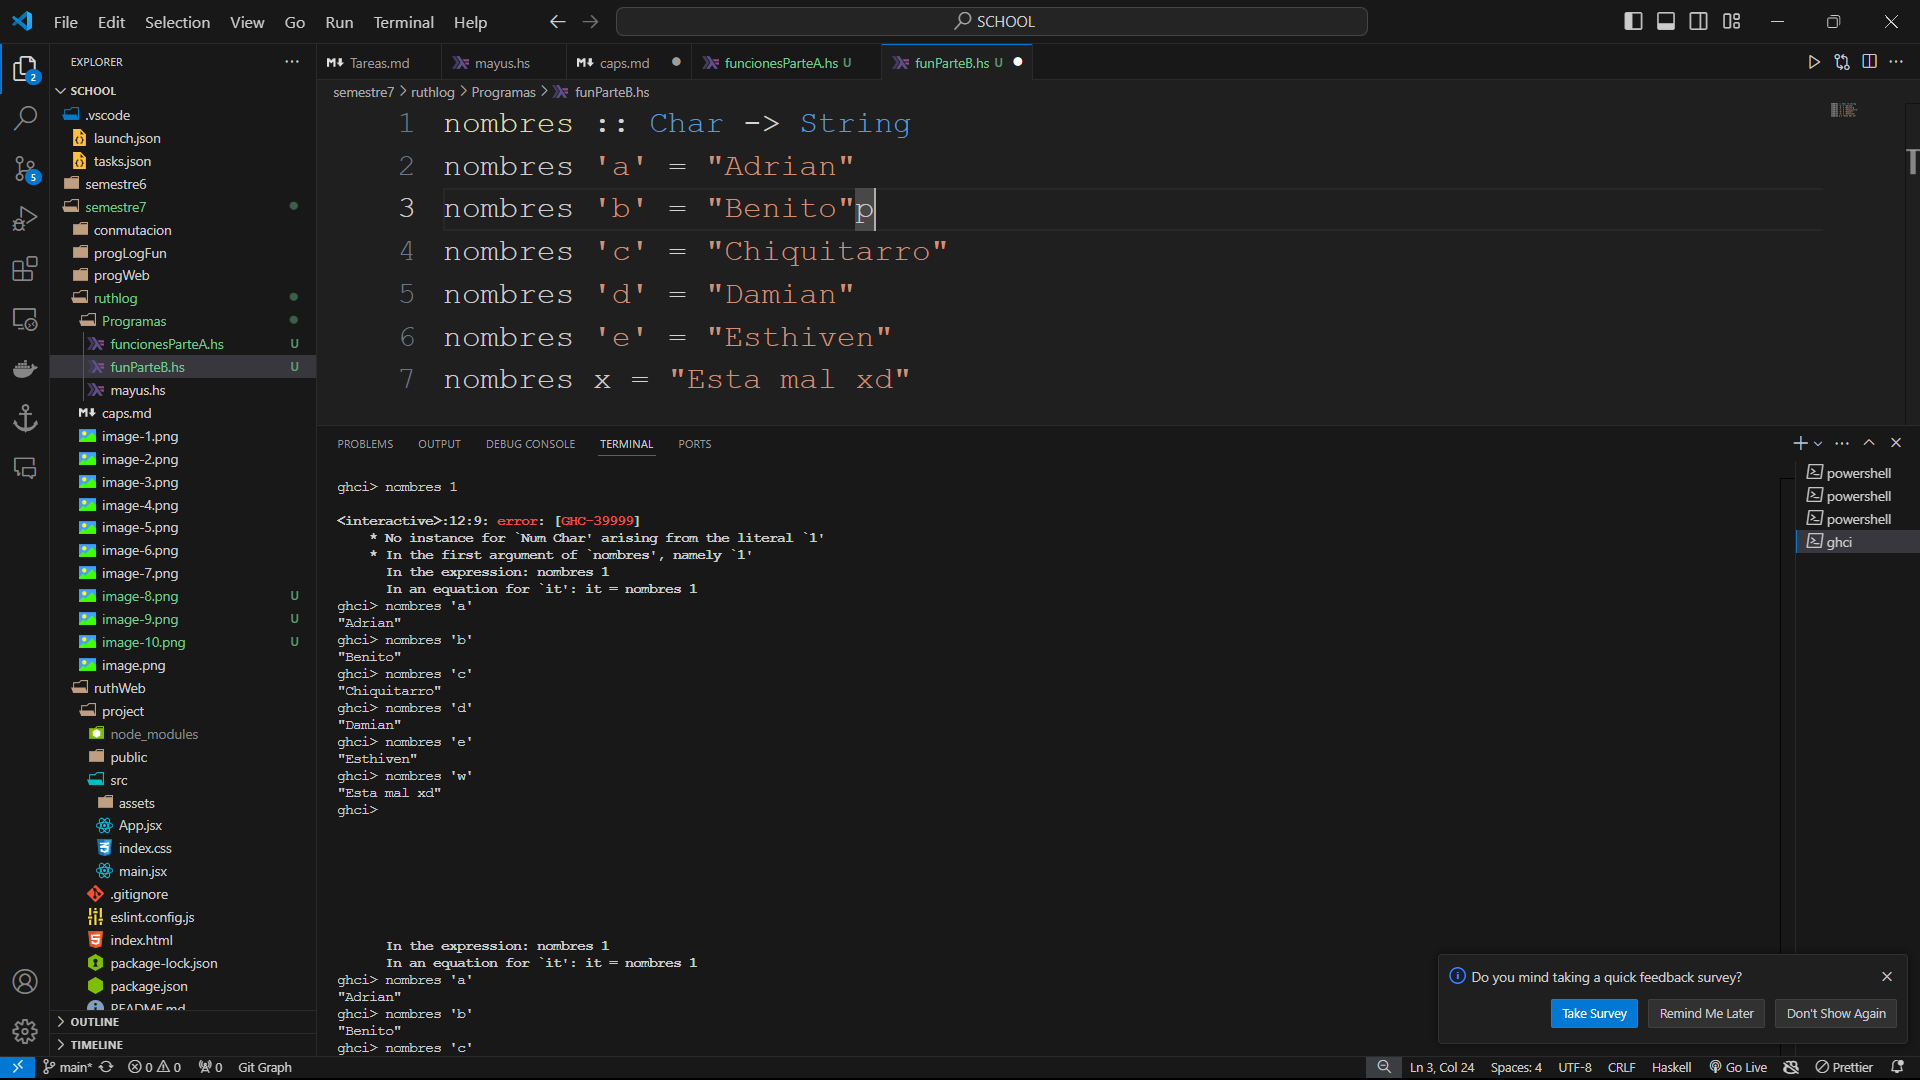 File Edit Selection View Go Run Terminal Help
SCHOOL
EXPLORER
SCHOOL
.vscode
launch.json
tasks.json
semestre6
semestre7
conmutacion
progLogFun
progWeb
ruthlog
Programas
funcionesParteA.hs U
funParteB.hs U
mayus.hs
caps.md
image-1.png
image-2.png
image-3.png
image-4.png
image-5.png
image-6.png
image-7.png
image-8.png U
image-9.png U
image-10.png U
image.png
ruthWeb
project
node_modules
public
src
assets
App.jsx
index.css
main.jsx
.gitignore
eslint.config.js
index.html
package-lock.json
package.json
README.md
OUTLINE
TIMELINE
2
5
Tareas.md mayus.hs caps.md funcionesParteA.hs U funParteB.hs U
semestre7 > ruthlog > Programas > funParteB.hs
1 nombres :: Char -> String
2 nombres 'a' = "Adrian"
3 nombres 'b' = "Benito"p
4 nombres 'c' = "Chiquitarro"
5 nombres 'd' = "Damian"
6 nombres 'e' = "Esthiven"
7 nombres x = "Esta mal xd"
PROBLEMS OUTPUT DEBUG CONSOLE TERMINAL PORTS
ghci> nombres 1
<interactive>:12:9: error: [GHC-39999]
* No instance for `Num Char' arising from the literal `1'
* In the first argument of `nombres', namely `1'
In the expression: nombres 1
In an equation for `it': it = nombres 1
ghci> nombres 'a'
"Adrian"
ghci> nombres 'b'
"Benito"
ghci> nombres 'c'
"Chiquitarro"
ghci> nombres 'd'
"Damian"
ghci> nombres 'e'
"Esthiven"
ghci> nombres 'w'
"Esta mal xd"
ghci>
In the expression: nombres 1
In an equation for `it': it = nombres 1
ghci> nombres 'a'
"Adrian"
ghci> nombres 'b'
"Benito"
ghci> nombres 'c'
powershell
powershell
powershell
ghci
Do you mind taking a quick feedback survey?
Take Survey Remind Me Later Don't Show Again
main* 0 0 0 Git Graph
Ln 3, Col 24 Spaces: 4 UTF-8 CRLF Haskell Go Live Prettier